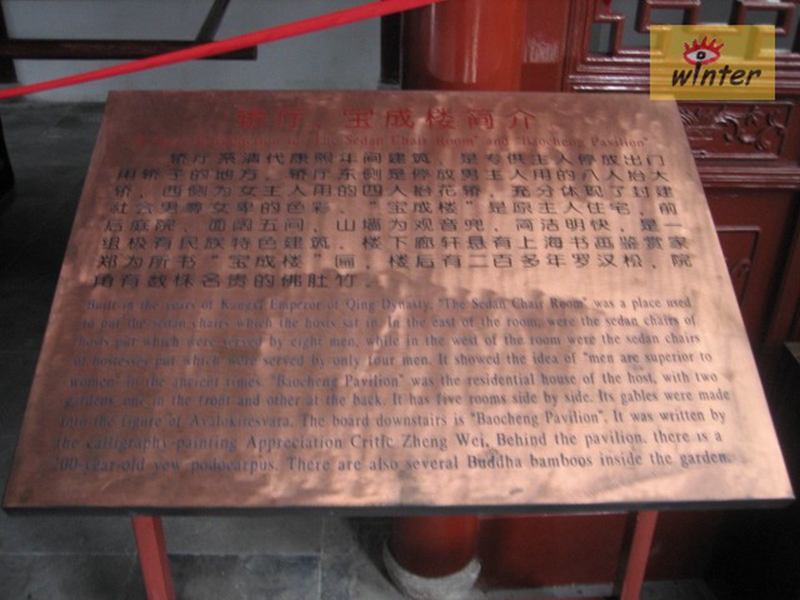 winter
轿厅、宝成楼简介
"The Sedan Chair Room" and "Baocheng Pavilion"
轿厅系清代康熙年间建筑，是专供主人停放出门
用轿子的地方。轿厅东侧是停放男主人用的八人抬大
轿，西侧为女主人用的四人抬花轿，充分体现了封建
社会男尊女卑的色彩。"宝成楼"是原主人住宅，前
后庭院，面阔五间，山墙为观音兜，简洁明快，是一
组极有民族特色建筑。楼下廊轩悬有上海书画鉴赏家
郑为所书"宝成楼"匾，楼后有二百多年罗汉松，院
角有数株名贵的佛肚竹。
Built in the years of Kangxi Emperor of Qing Dynasty, "The Sedan Chair Room" was a place used
to put the sedan chairs which the hosts sat in. In the east of the room, were the sedan chairs of
hosts put which were served by eight men, while in the west of the room were the sedan chairs
of hostesses put which were served by only four men. It showed the idea of "men are superior to
women" in the ancient times. "Baocheng Pavilion" was the residential house of the host, with two
gardens, one in the front and other at the back. It has five rooms side by side. Its gables were made
into the figure of Avalokitesvara. The board downstairs is "Baocheng Pavilion". It was written by
the calligraphy-painting Appreciation Critic Zheng Wei. Behind the pavilion, there is a
200-year-old yew podocarpus. There are also several Buddha bamboos inside the garden.